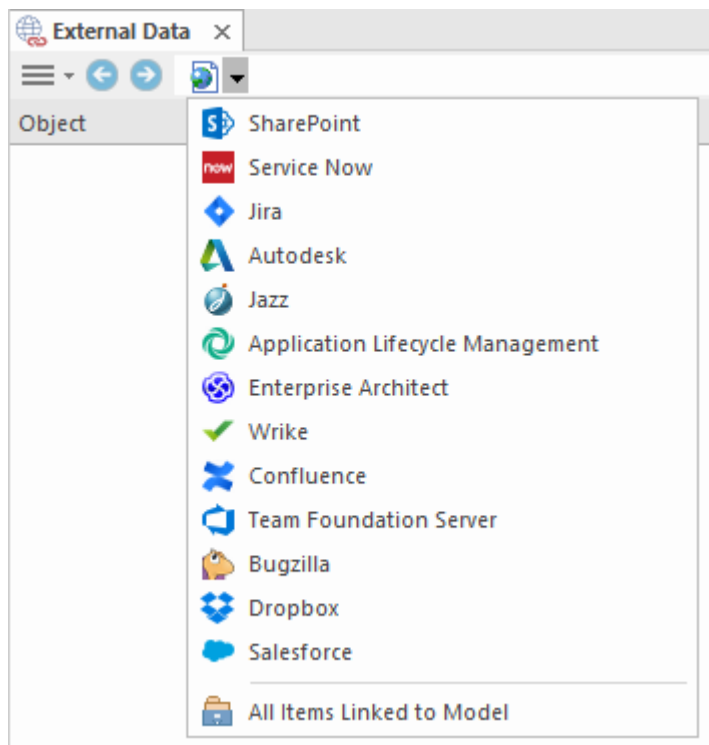 External Data
Object
SharePoint
now Service Now
Jira
Autodesk
Jazz
Application Lifecycle Management
Enterprise Architect
Wrike
Confluence
Team Foundation Server
Bugzilla
Dropbox
Salesforce
All Items Linked to Model